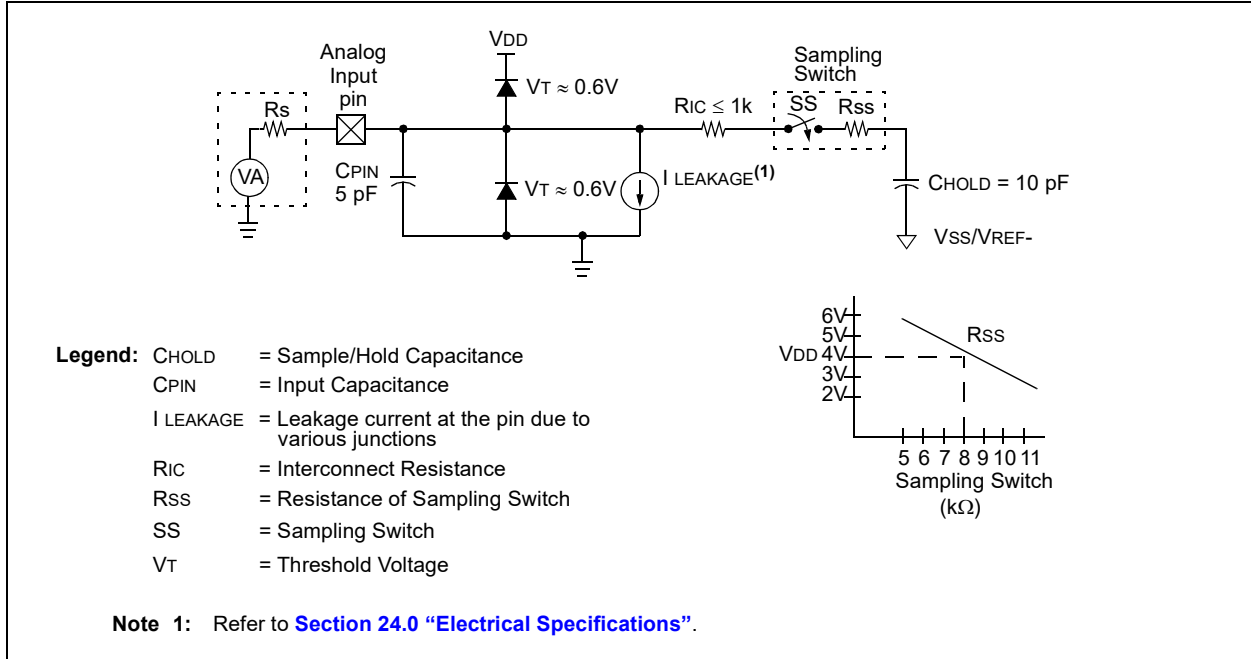 VDD
Analog
Input
pin
Sampling
Switch
VT ≈ 0.6V
RIC ≤ 1k
SS
Rss
Rs
VA
CPIN
5 pF
VT ≈ 0.6V
I LEAKAGE(1)
CHOLD = 10 pF
VSS/VREF-
6V
5V
VDD 4V
3V
2V
RSS
5 6 7 8 9 10 11
Sampling Switch
(kΩ)
Legend: CHOLD = Sample/Hold Capacitance
CPIN = Input Capacitance
I LEAKAGE = Leakage current at the pin due to
various junctions
RIC = Interconnect Resistance
RSS = Resistance of Sampling Switch
SS = Sampling Switch
VT = Threshold Voltage
Note 1: Refer to Section 24.0 “Electrical Specifications”.